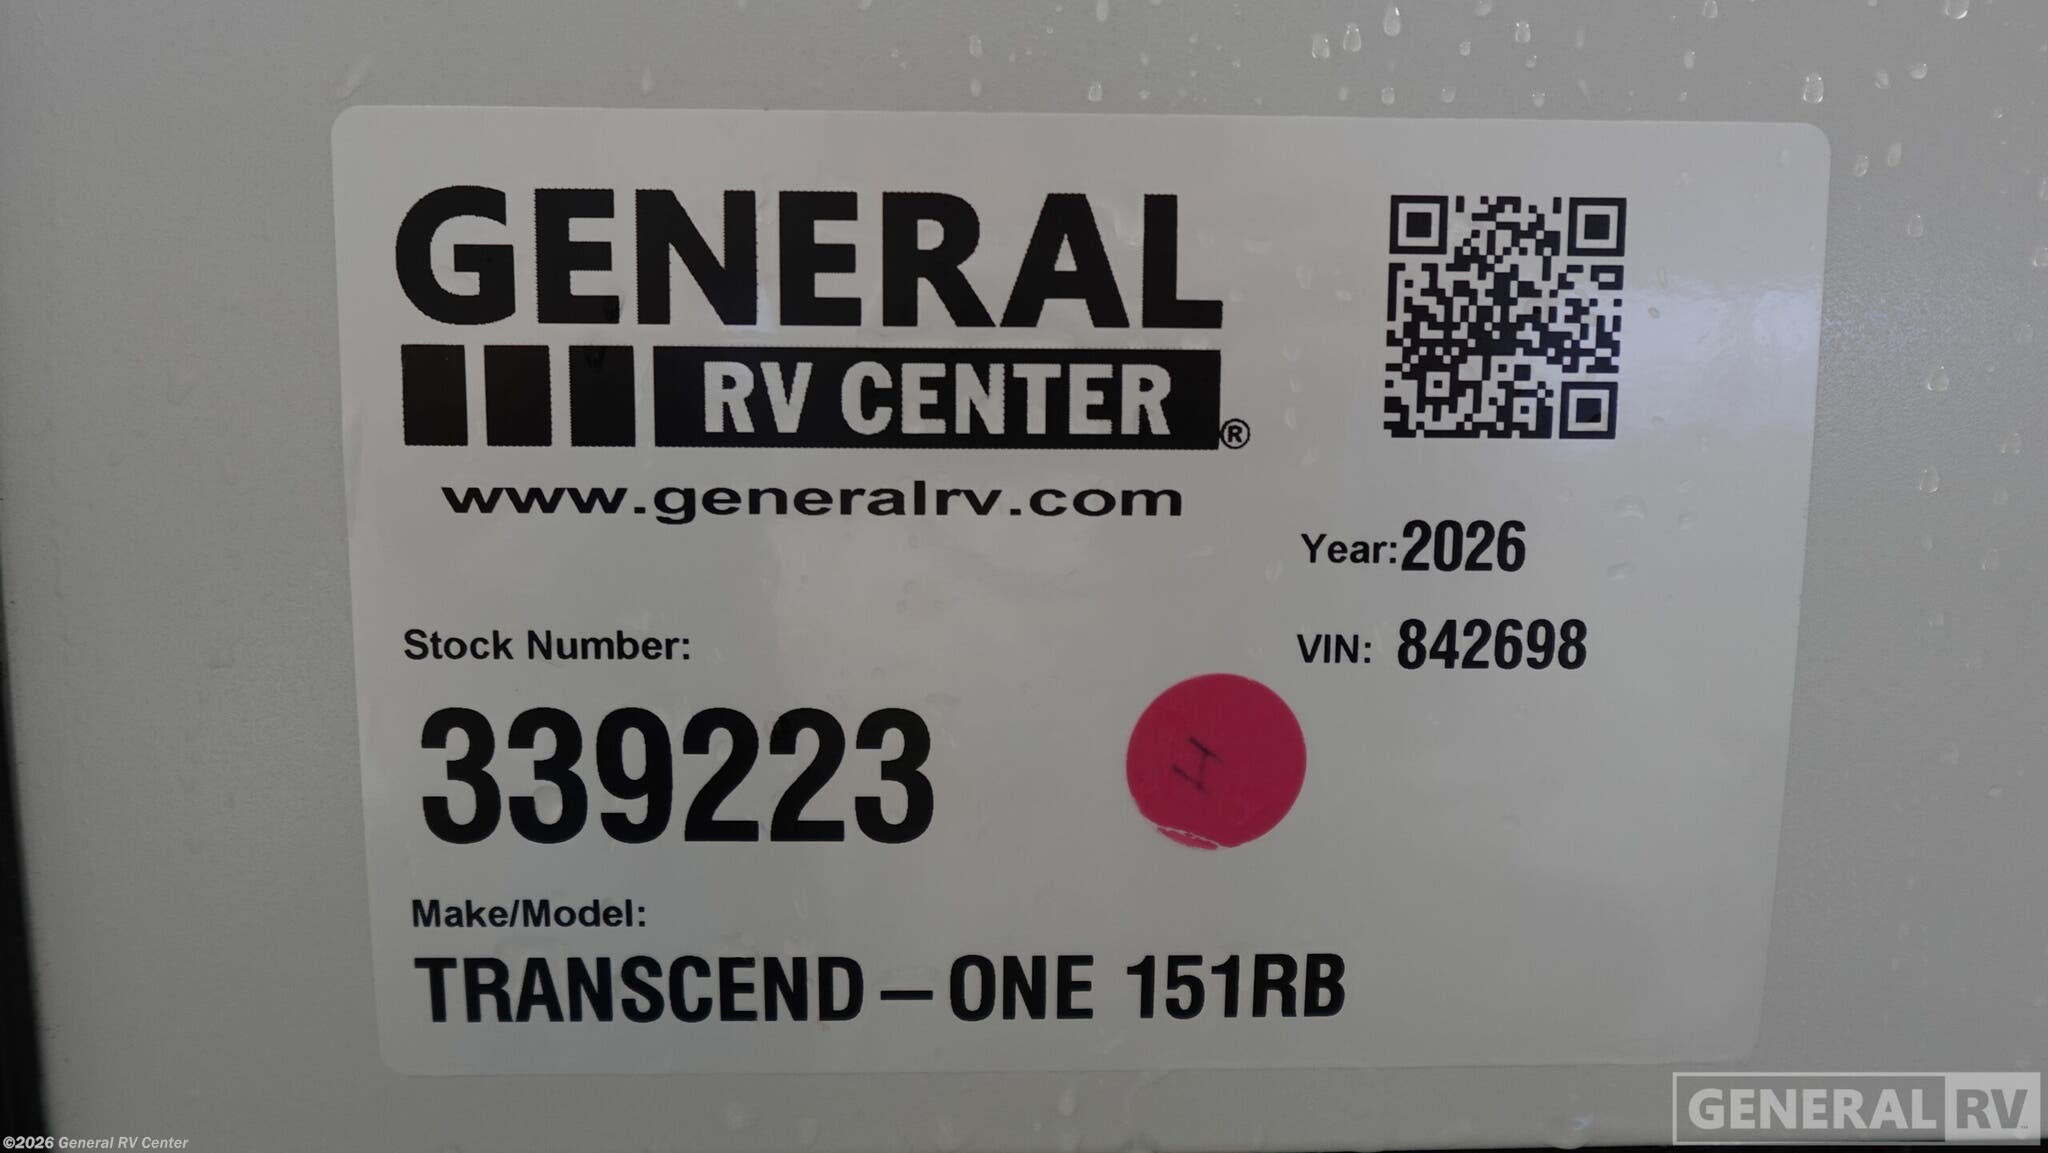 GENERAL
RV CENTER®
www.generalrv.com
Year: 2026
Stock Number:
VIN: 842698
339223
H
Make/Model:
TRANSCEND-ONE 151RB
GENERAL RV™
©2026 General RV Center